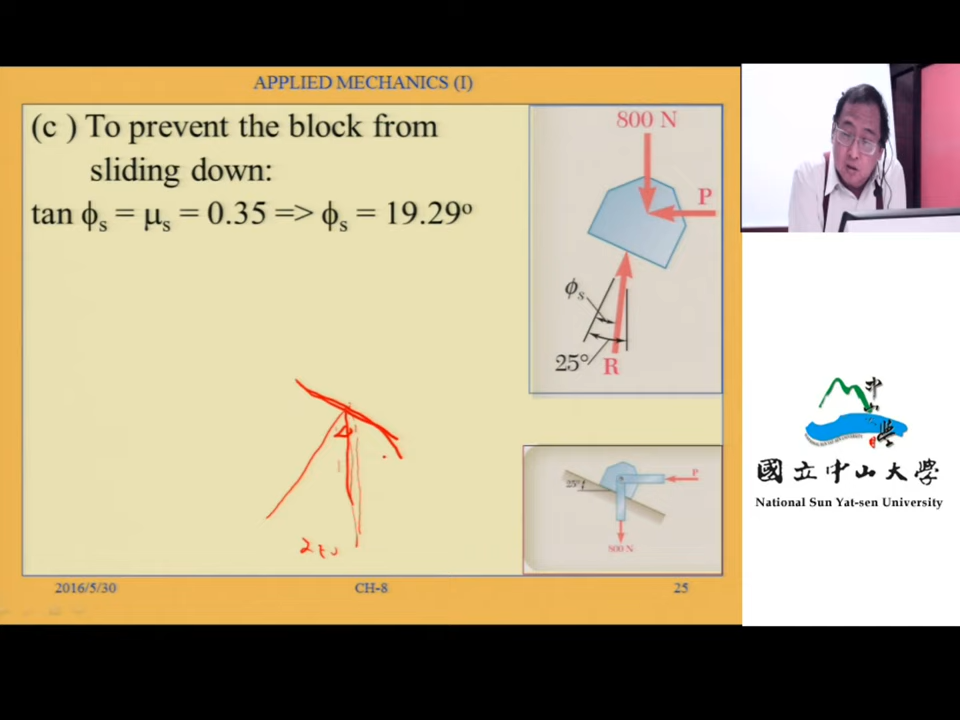 APPLIED MECHANICS (I)
(c ) To prevent the block from
sliding down:
tan ϕs = μs = 0.35 => ϕs = 19.29º
800 N
P
ϕs
25°
R
25°
P
800 N
2016/5/30
CH-8
25
國立中山大學
National Sun Yat-sen University